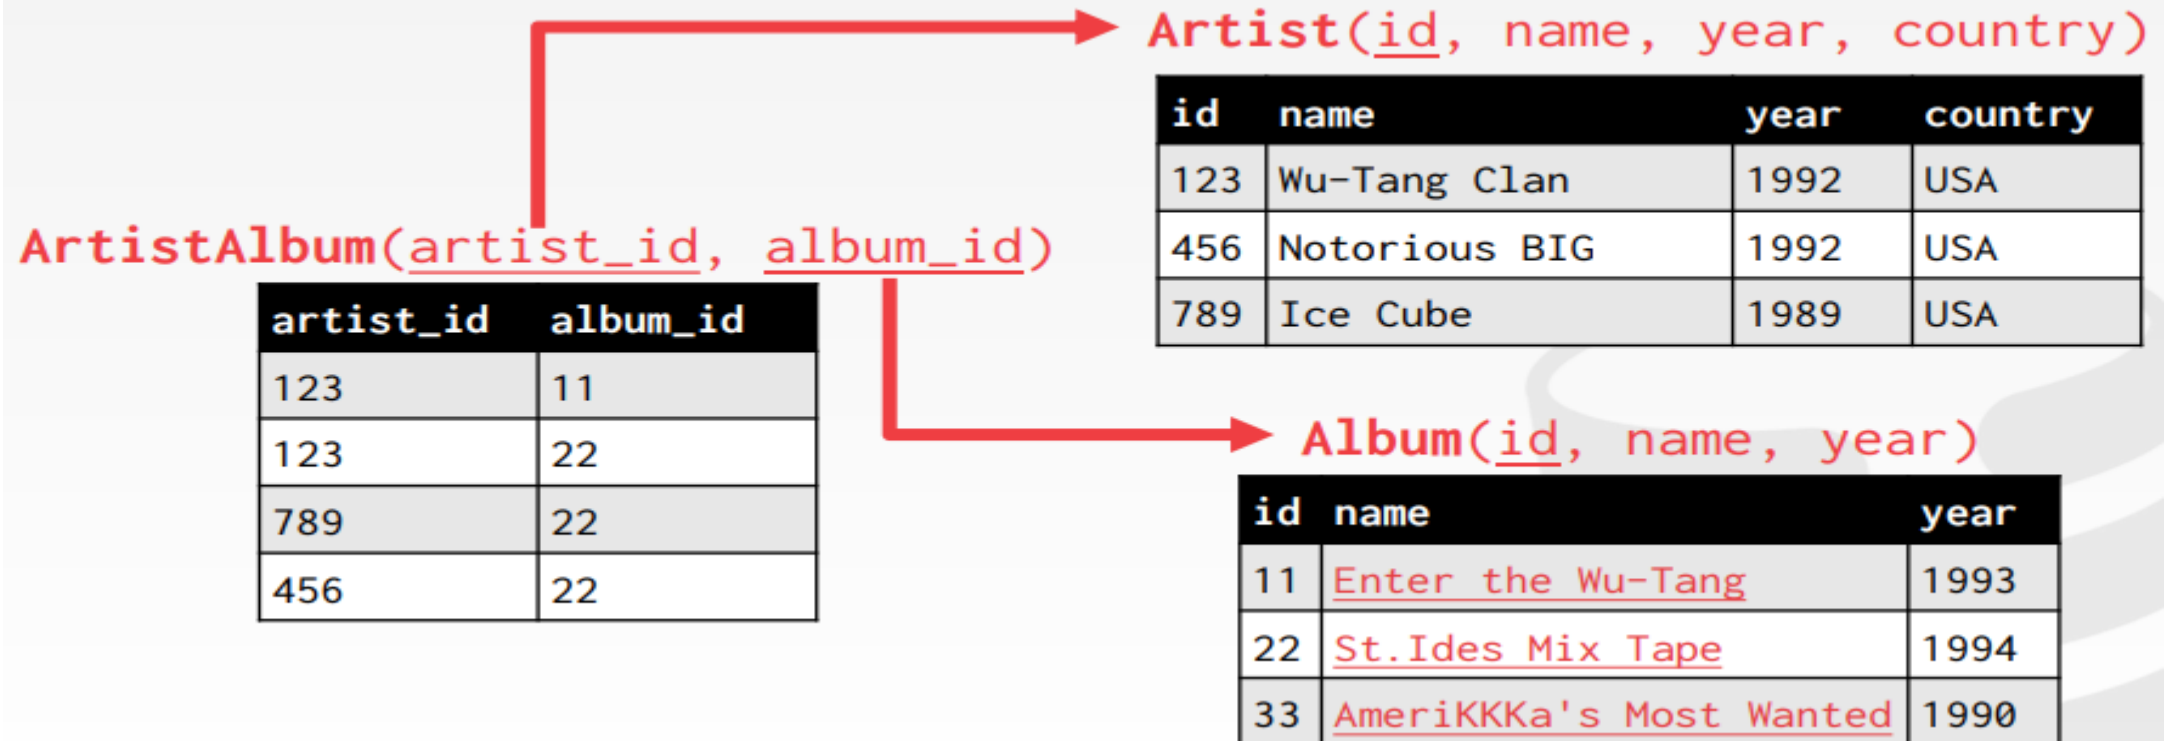 Artist(id, name, year, country)
id name year country
123 Wu-Tang Clan 1992 USA
456 Notorious BIG 1992 USA
789 Ice Cube 1989 USA
ArtistAlbum(artist_id, album_id)
artist_id album_id
123 11
123 22
789 22
456 22
Album(id, name, year)
id name year
11 Enter the Wu-Tang 1993
22 St.Ides Mix Tape 1994
33 AmeriKKKa's Most Wanted 1990